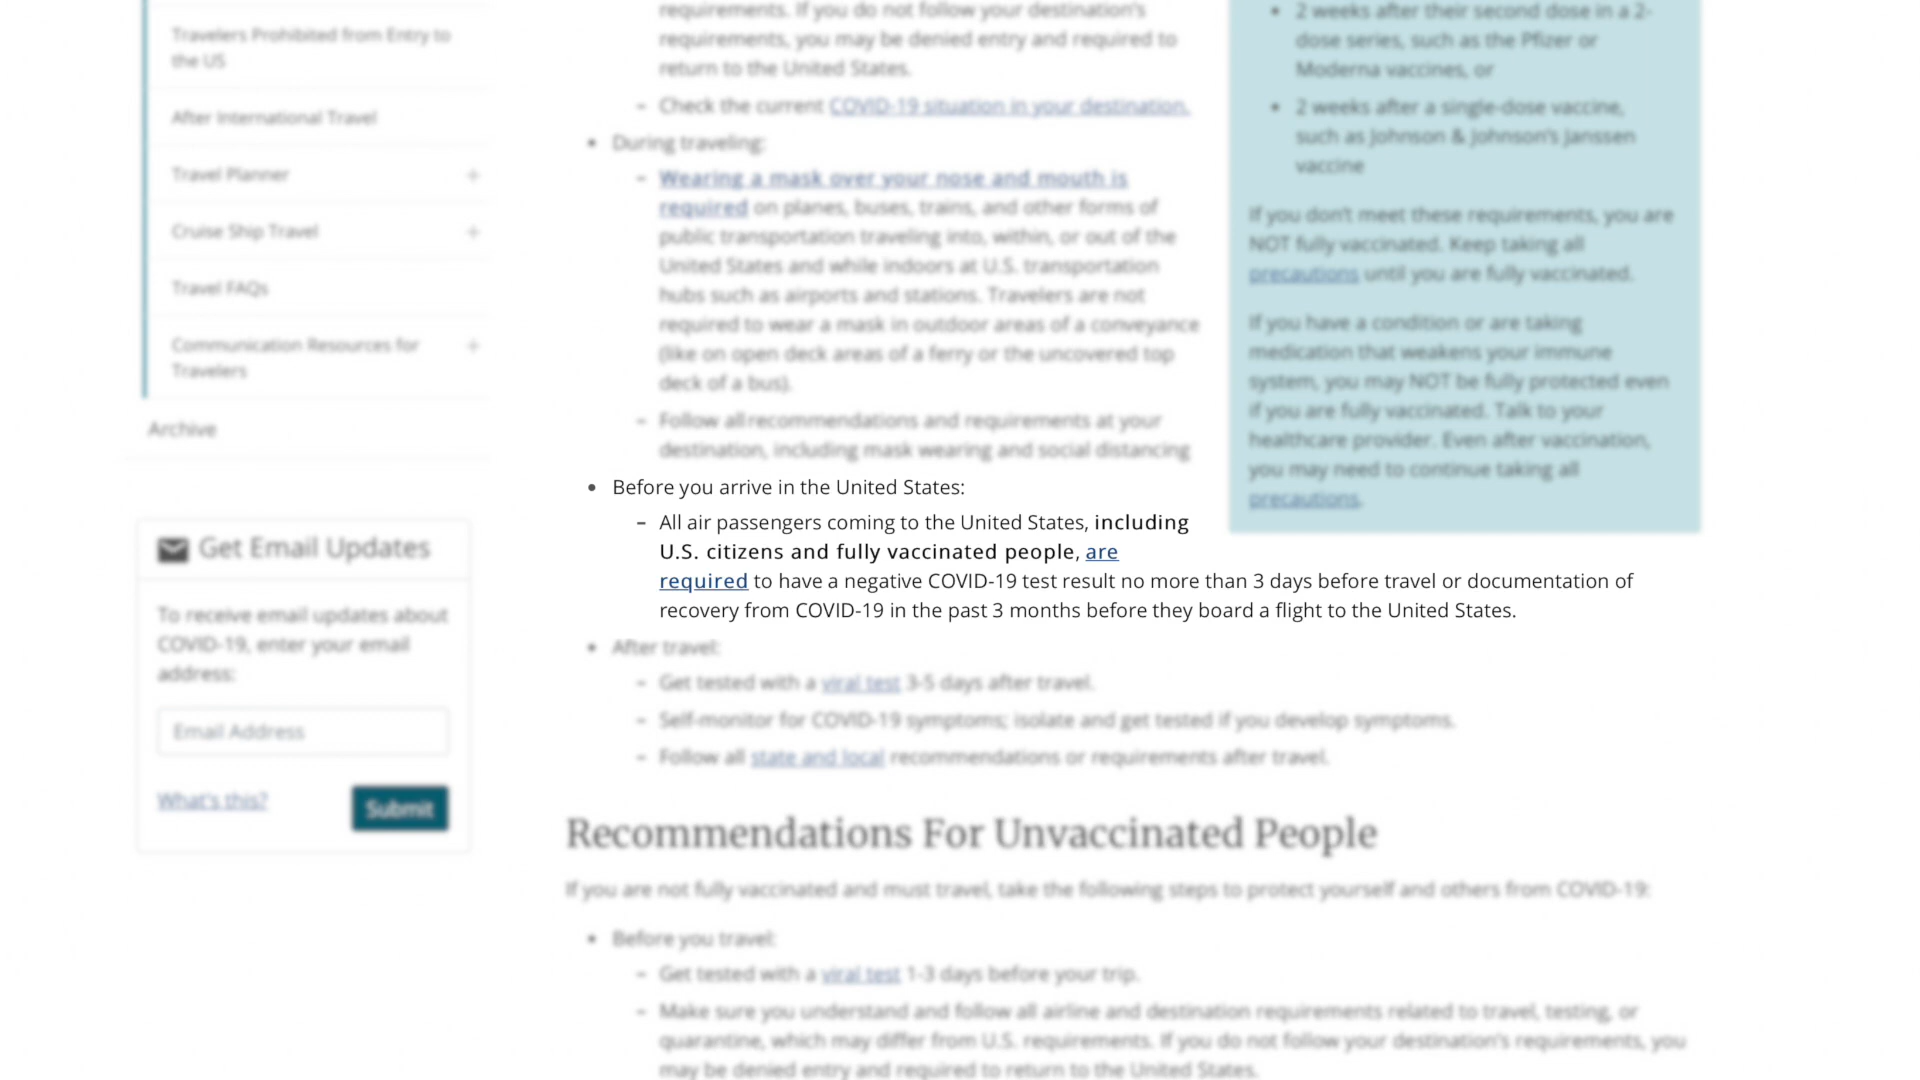 Travelers Prohibited from Entry to
the US
After International Travel
Travel Planner +
Cruise Ship Travel +
Travel FAQs
Communication Resources for +
Travelers
Archive
Get Email Updates
To receive email updates about
COVID-19, enter your email
address:
Email Address
What's this?
Submit
requirements. If you do not follow your destination's
requirements, you may be denied entry and required to
return to the United States.
– Check the current COVID-19 situation in your destination.
• During traveling:
– Wearing a mask over your nose and mouth is
required on planes, buses, trains, and other forms of
public transportation traveling into, within, or out of the
United States and while indoors at U.S. transportation
hubs such as airports and stations. Travelers are not
required to wear a mask in outdoor areas of a conveyance
(like on open deck areas of a ferry or the uncovered top
deck of a bus).
– Follow all recommendations and requirements at your
destination, including mask wearing and social distancing
• Before you arrive in the United States:
– All air passengers coming to the United States, including
U.S. citizens and fully vaccinated people, are
required to have a negative COVID-19 test result no more than 3 days before travel or documentation of
recovery from COVID-19 in the past 3 months before they board a flight to the United States.
• After travel:
– Get tested with a viral test 3-5 days after travel.
– Self-monitor for COVID-19 symptoms; isolate and get tested if you develop symptoms.
– Follow all state and local recommendations or requirements after travel.
Recommendations For Unvaccinated People
If you are not fully vaccinated and must travel, take the following steps to protect yourself and others from COVID-19:
• Before you travel:
– Get tested with a viral test 1-3 days before your trip.
– Make sure you understand and follow all airline and destination requirements related to travel, testing, or
quarantine, which may differ from U.S. requirements. If you do not follow your destination's requirements, you
may be denied entry and required to return to the United States.
• 2 weeks after their second dose in a 2-
dose series, such as the Pfizer or
Moderna vaccines, or
• 2 weeks after a single-dose vaccine,
such as Johnson & Johnson's Janssen
vaccine
If you don't meet these requirements, you are
NOT fully vaccinated. Keep taking all
precautions until you are fully vaccinated.
If you have a condition or are taking
medication that weakens your immune
system, you may NOT be fully protected even
if you are fully vaccinated. Talk to your
healthcare provider. Even after vaccination,
you may need to continue taking all
precautions.